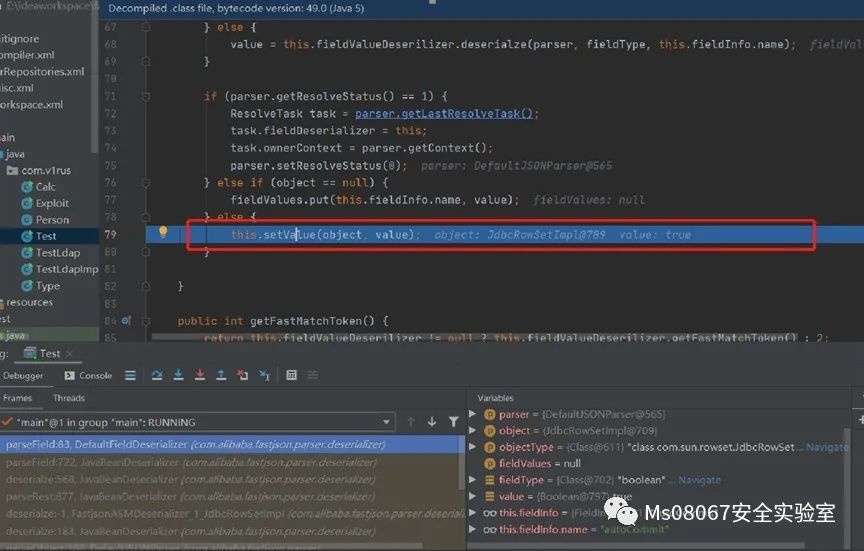 E:\ideaworkspace\f
Decompiled .class file, bytecode version: 49.0 (Java 5)
itignore
ompiler.xml
rRepositories.xml
isc.xml
orkspace.xml
ain
java
com.v1rus
Calc
Exploit
Person
Test
TestLdap
TestLdapImp
Type
resources
est
java
67 } else {
68 value = this.fieldValueDeserilizer.deserialze(parser, fieldType, this.fieldInfo.name); fieldVal
69 }
70
71 if (parser.getResolveStatus() == 1) {
72 ResolveTask task = parser.getLastResolveTask();
73 task.fieldDeserializer = this;
74 task.ownerContext = parser.getContext();
75 parser.setResolveStatus(0); parser: DefaultJSONParser@565
76 } else if (object == null) {
77 fieldValues.put(this.fieldInfo.name, value); fieldValues: null
78 } else {
79 this.setValue(object, value); object: JdbcRowSetImpl@709 value: true
80 }
81
82 }
83
84 public int getFastMatchToken() {
85 return this.fieldValueDeserilizer != null ? this.fieldValueDeserilizer.getFastMatchToken() : 2;
g: Test
Debugger Console
Frames Threads
"main"@1 in group "main": RUNNING
parseField:83, DefaultFieldDeserializer (com.alibaba.fastjson.parser.deserializer)
parseField:722, JavaBeanDeserializer (com.alibaba.fastjson.parser.deserializer)
deserialze:568, JavaBeanDeserializer (com.alibaba.fastjson.parser.deserializer)
parseRest:877, JavaBeanDeserializer (com.alibaba.fastjson.parser.deserializer)
deserialze:-1, FastjsonASMDeserializer_1_JdbcRowSetImpl (com.alibaba.fastjson.parser.deserializer)
deserialze:183, JavaBeanDeserializer (com.alibaba.fastjson.parser.deserializer)
Variables
parser = {DefaultJSONParser@565}
object = {JdbcRowSetImpl@709}
objectType = {Class@611} "class com.sun.rowset.JdbcRowSet ... Navigate
fieldValues = null
fieldType = {Class@702} "boolean" ... Navigate
value = {Boolean@797} true
this.fieldInfo = {FieldIn
this.fieldInfo.name = "autoCommit"
Ms08067安全实验室